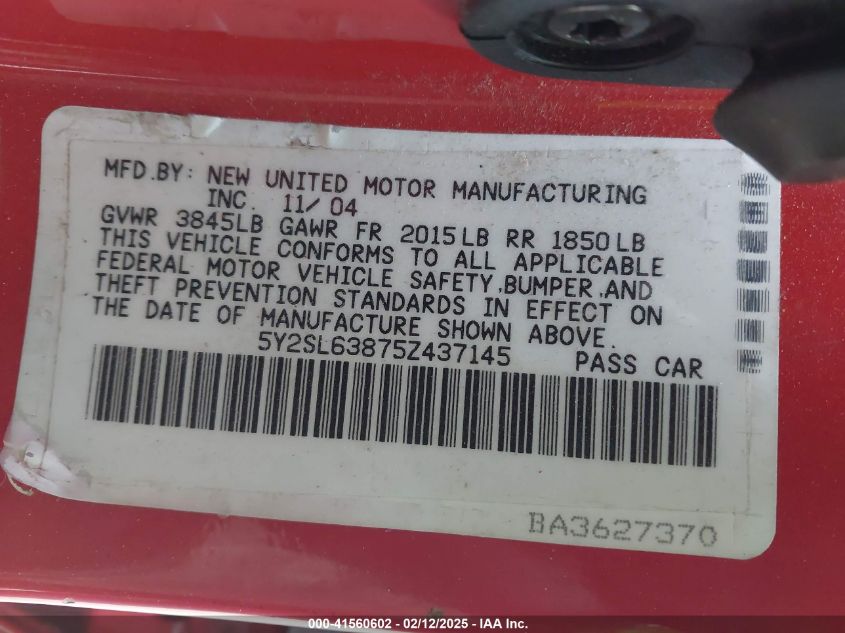 MFD.BY: NEW UNITED MOTOR MANUFACTURING
INC. 11/ 04
GVWR 3845LB GAWR FR 2015LB RR 1850LB
THIS VEHICLE CONFORMS TO ALL APPLICABLE
FEDERAL MOTOR VEHICLE SAFETY,BUMPER,AND
THEFT PREVENTION STANDARDS IN EFFECT ON
THE DATE OF MANUFACTURE SHOWN ABOVE.
5Y2SL63875Z437145 PASS CAR
BA3627370
000-41560602 - 02/12/2025 - IAA Inc.